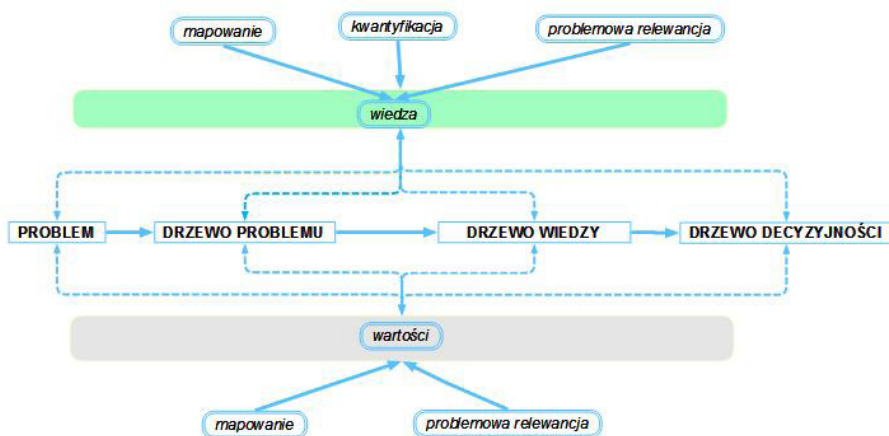 mapowanie
kwantyfikacja
problemowa relewancja
wiedza
PROBLEM
DRZEWO PROBLEMU
DRZEWO WIEDZY
DRZEWO DECYZYJNOŚCI
wartości
mapowanie
problemowa relewancja